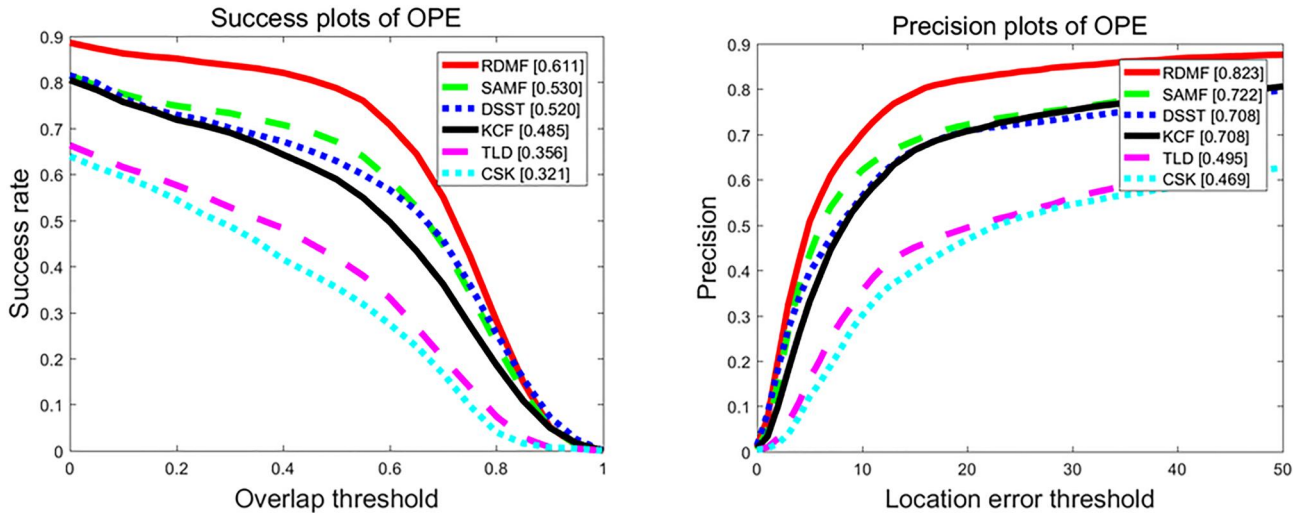 Success plots of OPE
0.9
0.8
0.7
0.6
0.5
0.4
0.3
0.2
0.1
0
Success rate
RDMF [0.611]
SAMF [0.530]
DSST [0.520]
KCF [0.485]
TLD [0.356]
CSK [0.321]
0 0.2 0.4 0.6 0.8 1
Overlap threshold
Precision plots of OPE
0.9
0.8
0.7
0.6
0.5
0.4
0.3
0.2
0.1
0
Precision
RDMF [0.823]
SAMF [0.722]
DSST [0.708]
KCF [0.708]
TLD [0.495]
CSK [0.469]
0 10 20 30 40 50
Location error threshold